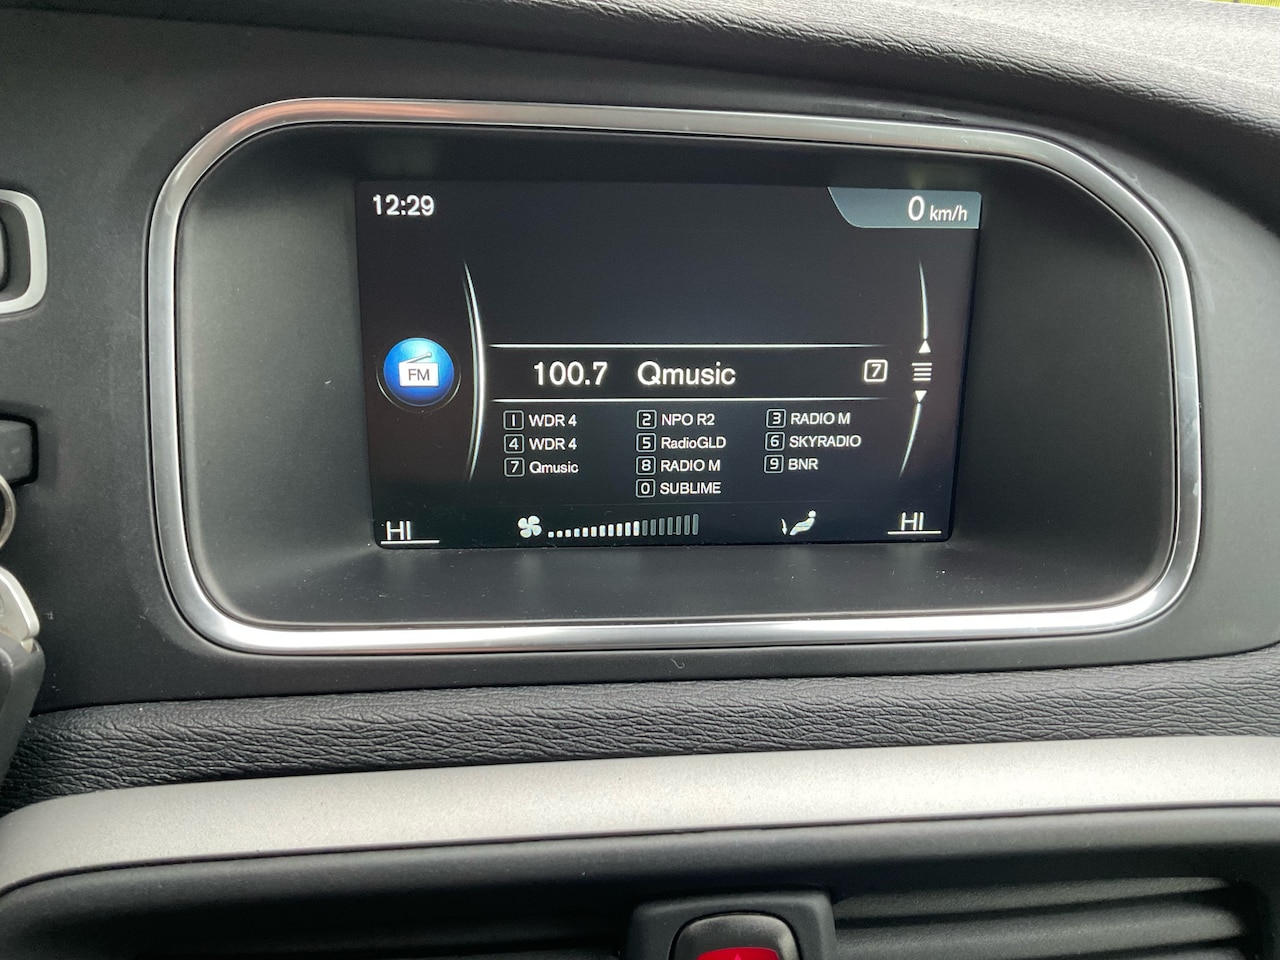 12:29
0 km/h
FM
100.7 Qmusic 7
1 WDR 4 2 NPO R2 3 RADIO M
4 WDR 4 5 RadioGLD 6 SKYRADIO
7 Qmusic 8 RADIO M 9 BNR
0 SUBLIME
HI HI